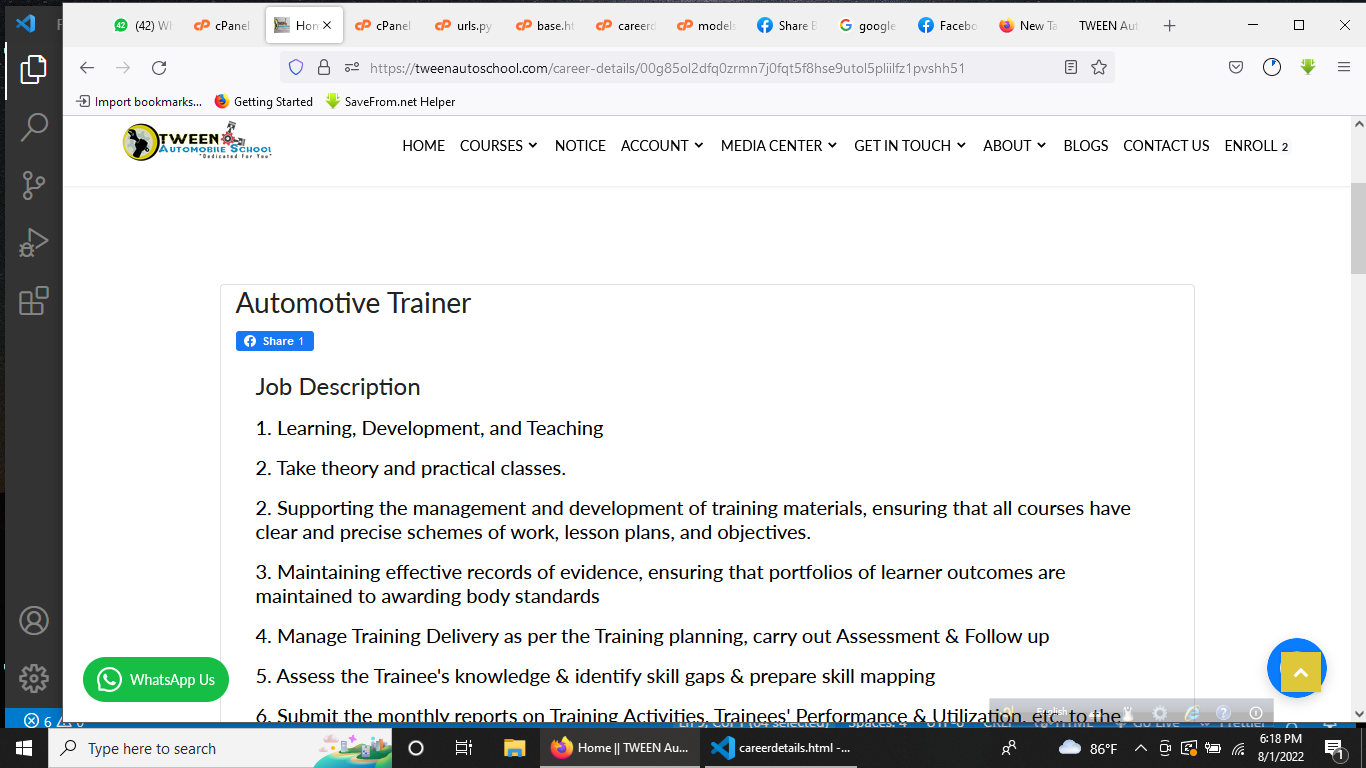 (42) Wh
cPanel
Hom
cPanel
urls.py
base.ht
careerd
models
Share B
google
Facebo
New Ta
TWEEN Aut
https://tweenautoschool.com/career-details/00g85ol2dfq0zrmn7j0fqt5f8hse9utol5pliilfz1pvshh51
Import bookmarks...
Getting Started
SaveFrom.net Helper
TWEEN
AUTOMOBILE SCHOOL
"Dedicated For You"
HOME COURSES NOTICE ACCOUNT MEDIA CENTER GET IN TOUCH ABOUT BLOGS CONTACT US ENROLL 2
Automotive Trainer
Share 1
Job Description
1. Learning, Development, and Teaching
2. Take theory and practical classes.
2. Supporting the management and development of training materials, ensuring that all courses have
clear and precise schemes of work, lesson plans, and objectives.
3. Maintaining effective records of evidence, ensuring that portfolios of learner outcomes are
maintained to awarding body standards
4. Manage Training Delivery as per the Training planning, carry out Assessment & Follow up
5. Assess the Trainee's knowledge & identify skill gaps & prepare skill mapping
6. Submit the monthly reports on Training Activities, Trainees' Performance & Utilization, etc. to the
WhatsApp Us
English
6
Type here to search
Home || TWEEN Au...
careerdetails.html -...
86°F
6:18 PM
8/1/2022
1